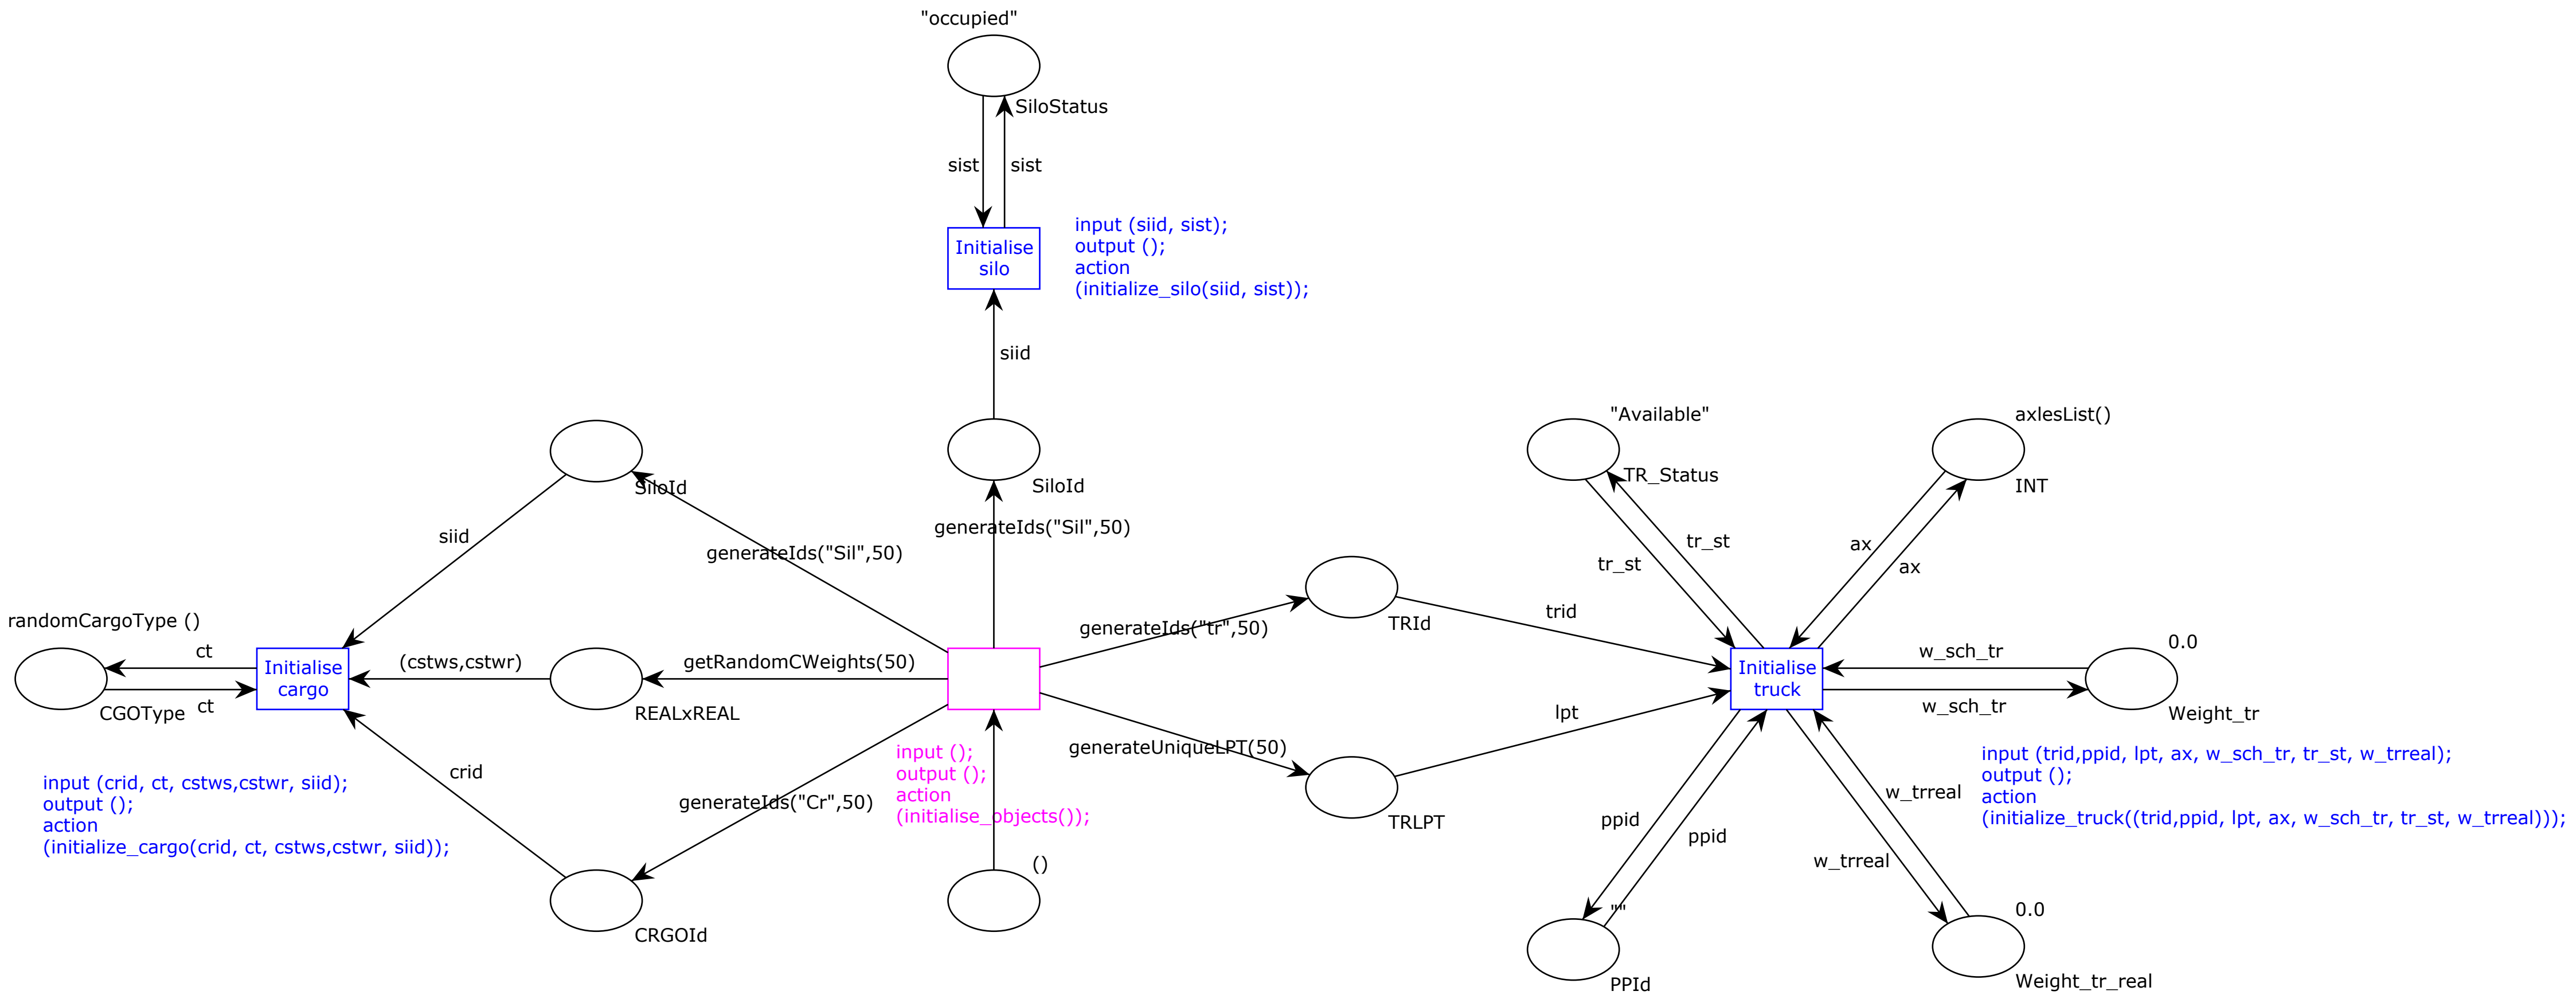 "occupied"
SiloStatus
sist
sist
Initialise
silo
input (siid, sist);
output ();
action
(initialize_silo(siid, sist));
siid
SiloId
SiloId
generateIds("Sil",50)
generateIds("Sil",50)
siid
randomCargoType ()
ct
Initialise
cargo
(cstws,cstwr)
getRandomCWeights(50)
CGOType
ct
REALxREAL
crid
generateIds("Cr",50)
CRGOId
input (crid, ct, cstws,cstwr, siid);
output ();
action
(initialize_cargo(crid, ct, cstws,cstwr, siid));
input ();
output ();
action
(initialise_objects());
()
generateIds("tr",50)
TRId
trid
generateUniqueLPT(50)
TRLPT
lpt
"Available"
TR_Status
tr_st
tr_st
axlesList()
INT
ax
ax
Initialise
truck
w_sch_tr
w_sch_tr
0.0
Weight_tr
input (trid,ppid, lpt, ax, w_sch_tr, tr_st, w_trreal);
output ();
action
(initialize_truck((trid,ppid, lpt, ax, w_sch_tr, tr_st, w_trreal)));
ppid
ppid
""
PPId
w_trreal
w_trreal
0.0
Weight_tr_real